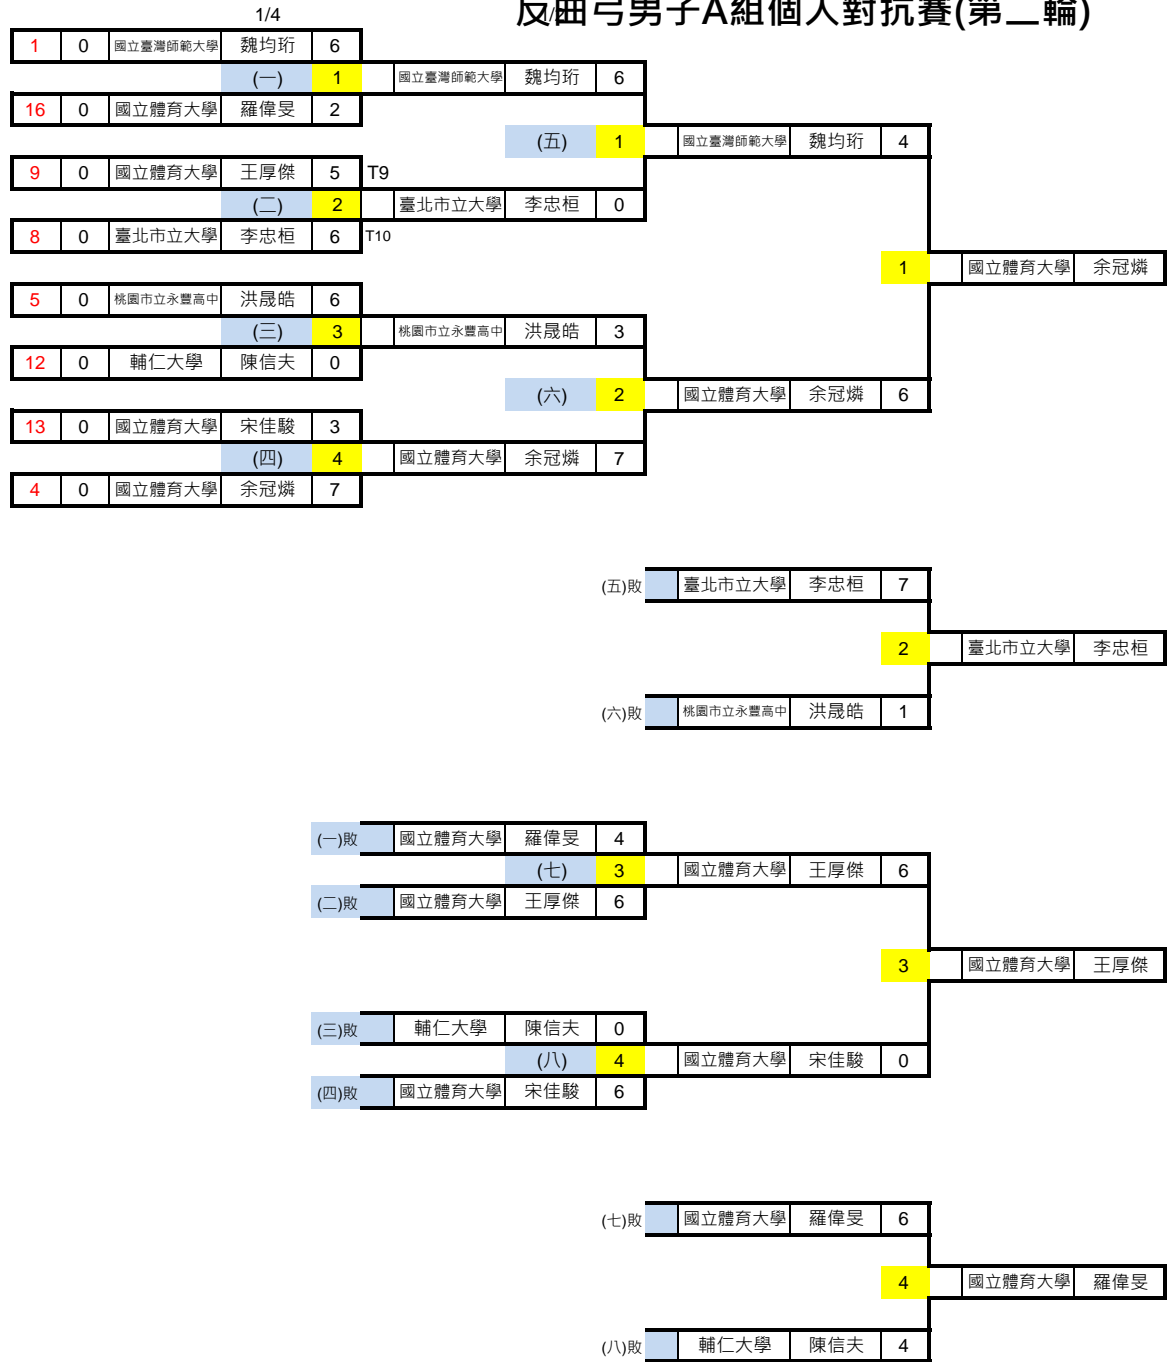 反曲弓男子A組個人對抗賽(第二輪)
1/4 1/2
1 0 國立臺灣師範大學 魏均珩 6
(一) 1 國立臺灣師範大學 魏均珩 6
16 0 國立體育大學 羅偉旻 2
(五) 1 國立臺灣師範大學 魏均珩 4
9 0 國立體育大學 王厚傑 5 T9
(二) 2 臺北市立大學 李忠桓 0
8 0 臺北市立大學 李忠桓 6 T10
1 國立體育大學 余冠燐
5 0 桃園市立永豐高中 洪晟皓 6
(三) 3 桃園市立永豐高中 洪晟皓 3
12 0 輔仁大學 陳信夫 0
(六) 2 國立體育大學 余冠燐 6
13 0 國立體育大學 宋佳駿 3
(四) 4 國立體育大學 余冠燐 7
4 0 國立體育大學 余冠燐 7
(五)敗 臺北市立大學 李忠桓 7
2 臺北市立大學 李忠桓
(六)敗 桃園市立永豐高中 洪晟皓 1
(一)敗 國立體育大學 羅偉旻 4
(七) 3 國立體育大學 王厚傑 6
(二)敗 國立體育大學 王厚傑 6
3 國立體育大學 王厚傑
(三)敗 輔仁大學 陳信夫 0
(八) 4 國立體育大學 宋佳駿 0
(四)敗 國立體育大學 宋佳駿 6
(七)敗 國立體育大學 羅偉旻 6
4 國立體育大學 羅偉旻
(八)敗 輔仁大學 陳信夫 4